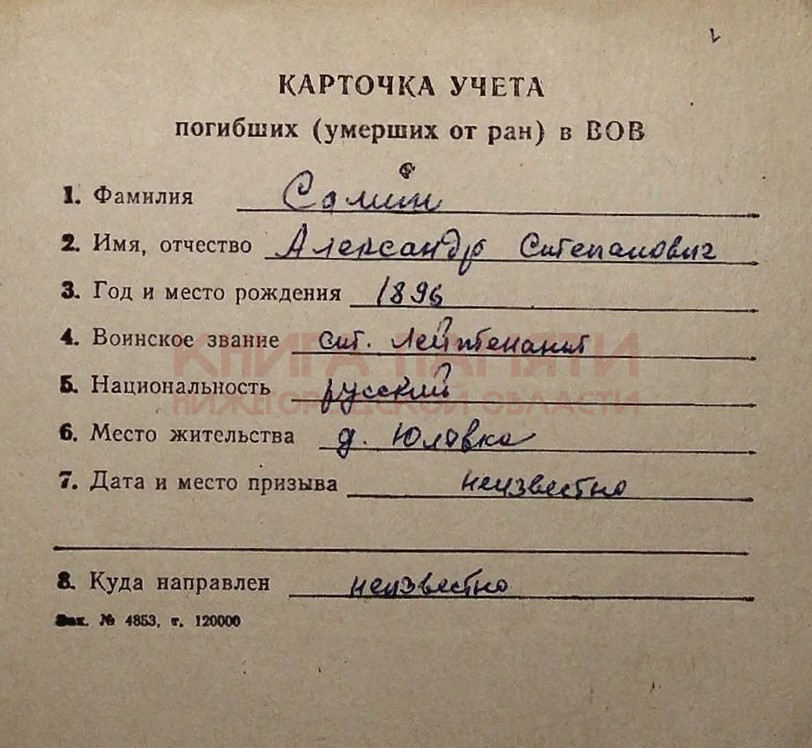 КАРТОЧКА УЧЕТА
погибших (умерших от ран) в ВОВ
1. Фамилия Салин
2. Имя, отчество Александр Степанович
3. Год и место рождения 1896
4. Воинское звание ст. лейтенант
5. Национальность русский
КНИГА ПАМЯТИ
НИЖЕГОРОДСКОЙ ОБЛАСТИ
6. Место жительства д. Юловка
7. Дата и место призыва неизвестно
8. Куда направлен неизвестно
Зак. № 4853, т. 120000